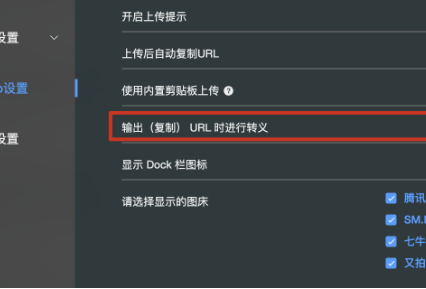 开启上传提示
设置
上传后自动复制URL
设置
使用内置剪贴板上传
输出（复制） URL 时进行转义
设置
显示 Dock 栏图标
请选择显示的图床
腾讯
SM.
七牛
又拍